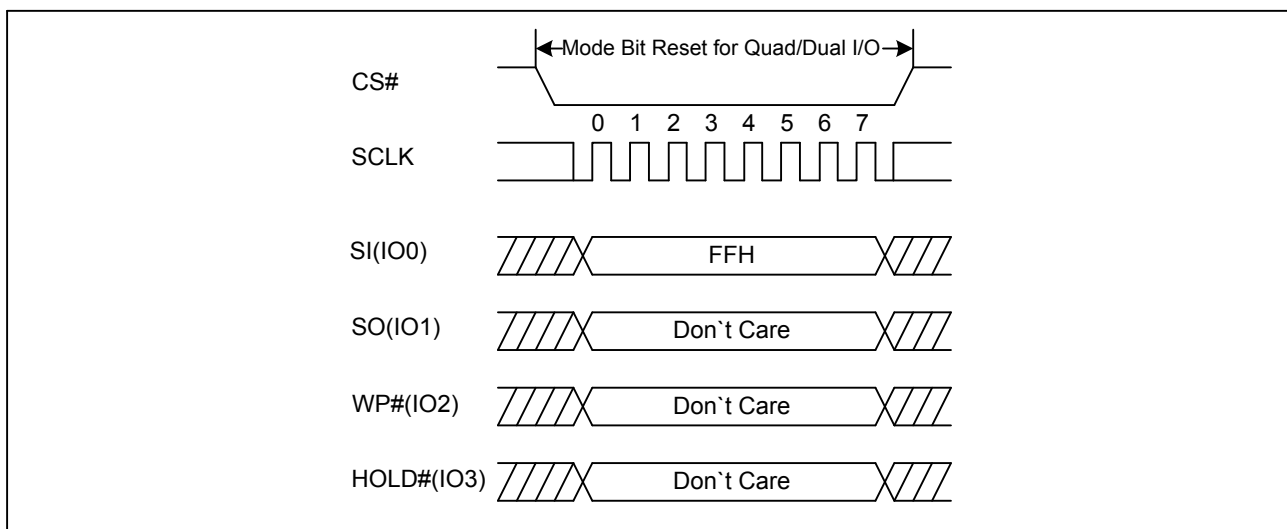 Mode Bit Reset for Quad/Dual I/O
CS#
0 1 2 3 4 5 6 7
SCLK
SI(IO0) FFH
SO(IO1) Don`t Care
WP#(IO2) Don`t Care
HOLD#(IO3) Don`t Care